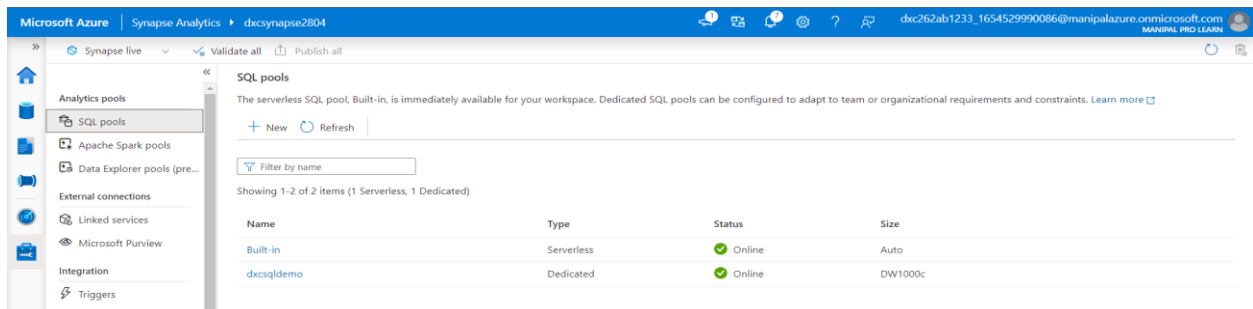 Microsoft Azure | Synapse Analytics ▸ dxcsynapse2804
7
dxc262ab1233_1654529990086@manipalazure.onmicrosoft.com
MANIPAL PRO LEARN
Synapse live
Validate all
Publish all
Analytics pools
SQL pools
Apache Spark pools
Data Explorer pools (pre...
External connections
Linked services
Microsoft Purview
Integration
Triggers
SQL pools
The serverless SQL pool, Built-in, is immediately available for your workspace. Dedicated SQL pools can be configured to adapt to team or organizational requirements and constraints. Learn more
New Refresh
Filter by name
Showing 1-2 of 2 items (1 Serverless, 1 Dedicated)
Name Type Status Size
Built-in Serverless Online Auto
dxcsqldemo Dedicated Online DW1000c